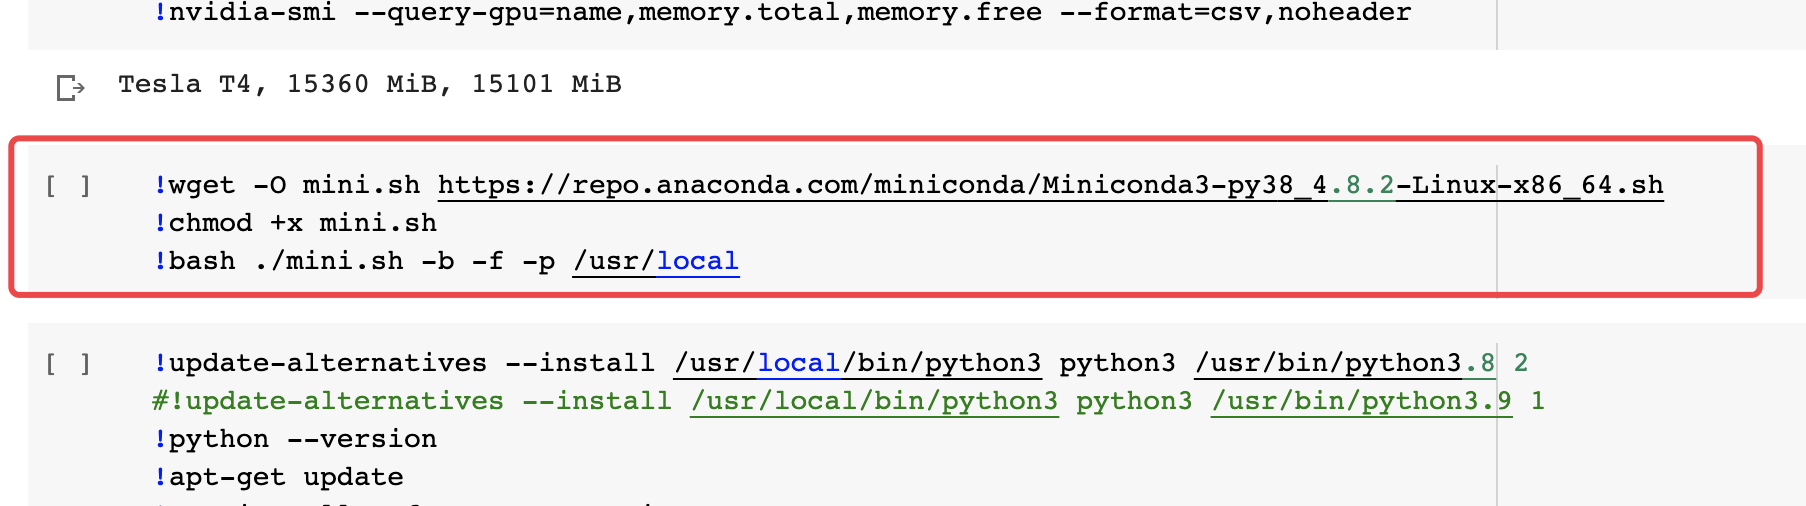 !nvidia-smi --query-gpu=name,memory.total,memory.free --format=csv,noheader
Tesla T4, 15360 MiB, 15101 MiB
[ ] !wget -O mini.sh https://repo.anaconda.com/miniconda/Miniconda3-py38_4.8.2-Linux-x86_64.sh
!chmod +x mini.sh
!bash ./mini.sh -b -f -p /usr/local
[ ] !update-alternatives --install /usr/local/bin/python3 python3 /usr/bin/python3.8 2
#!update-alternatives --install /usr/local/bin/python3 python3 /usr/bin/python3.9 1
!python --version
!apt-get update